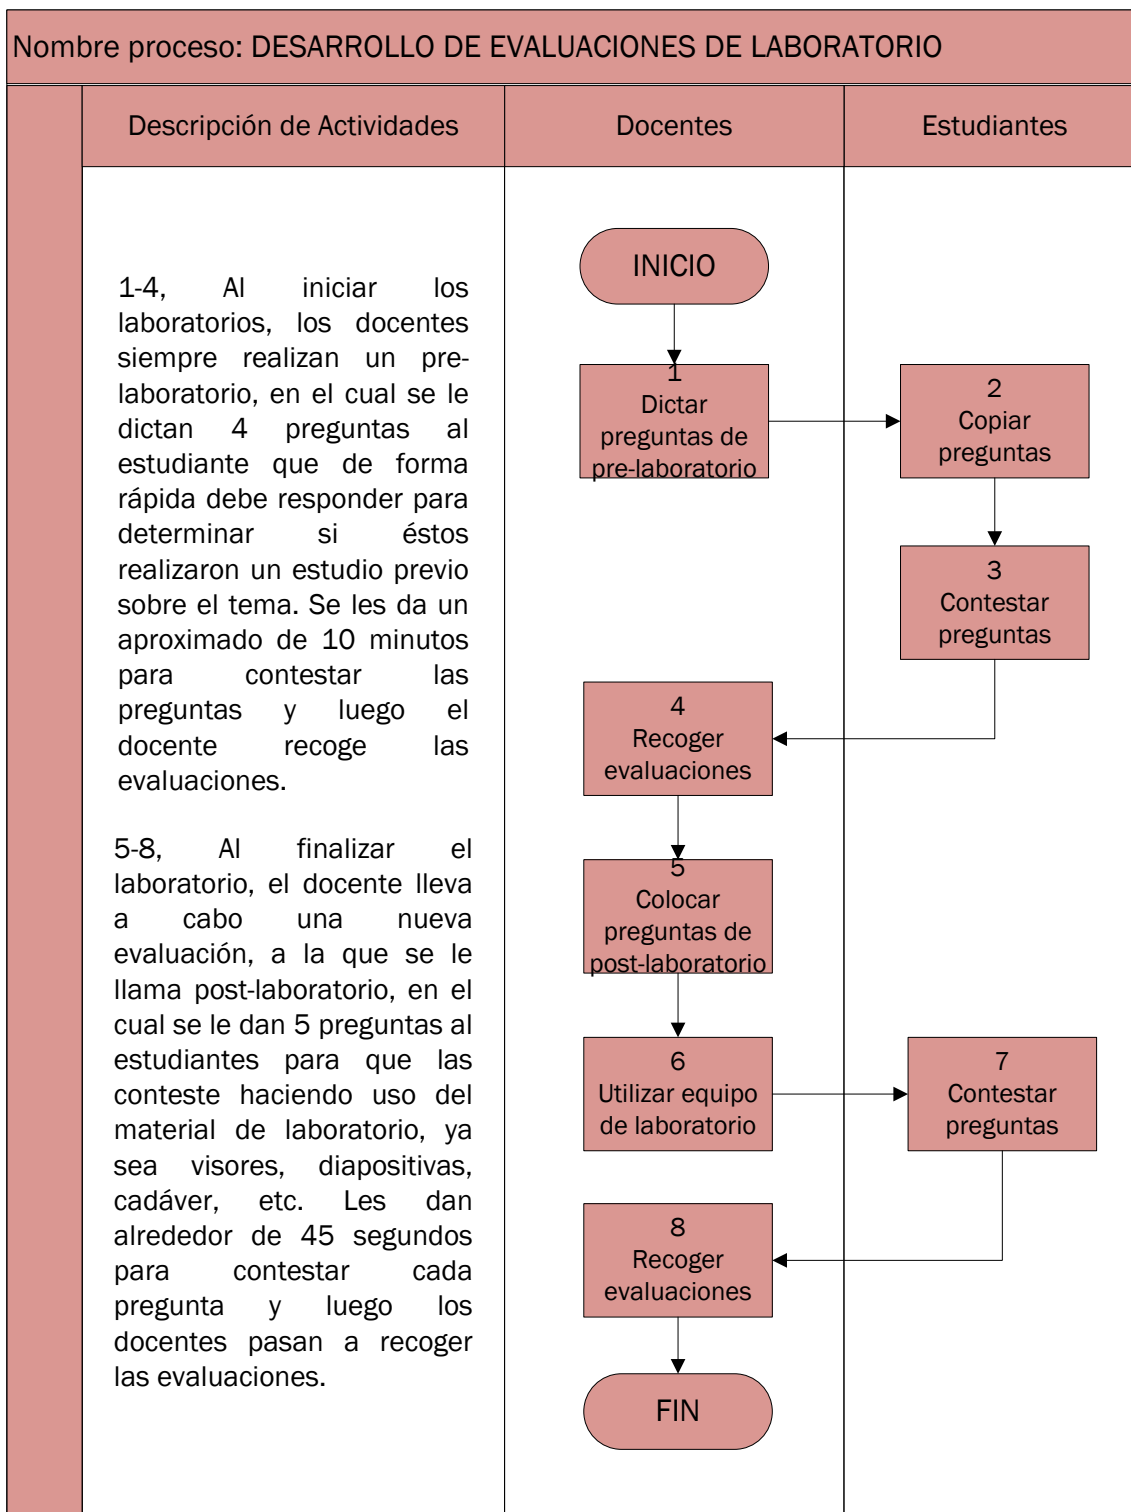 Nombre proceso: DESARROLLO DE EVALUACIONES DE LABORATORIO
Descripción de Actividades
Docentes
Estudiantes
1-4, Al iniciar los
laboratorios, los docentes
siempre realizan un pre-
laboratorio, en el cual se le
dictan 4 preguntas al
estudiante que de forma
rápida debe responder para
determinar si éstos
realizaron un estudio previo
sobre el tema. Se les da un
aproximado de 10 minutos
para contestar las
preguntas y luego el
docente recoge las
evaluaciones.
5-8, Al finalizar el
laboratorio, el docente lleva
a cabo una nueva
evaluación, a la que se le
llama post-laboratorio, en el
cual se le dan 5 preguntas al
estudiantes para que las
conteste haciendo uso del
material de laboratorio, ya
sea visores, diapositivas,
cadáver, etc. Les dan
alrededor de 45 segundos
para contestar cada
pregunta y luego los
docentes pasan a recoger
las evaluaciones.
INICIO
1
Dictar
preguntas de
pre-laboratorio
2
Copiar
preguntas
3
Contestar
preguntas
4
Recoger
evaluaciones
5
Colocar
preguntas de
post-laboratorio
6
Utilizar equipo
de laboratorio
7
Contestar
preguntas
8
Recoger
evaluaciones
FIN